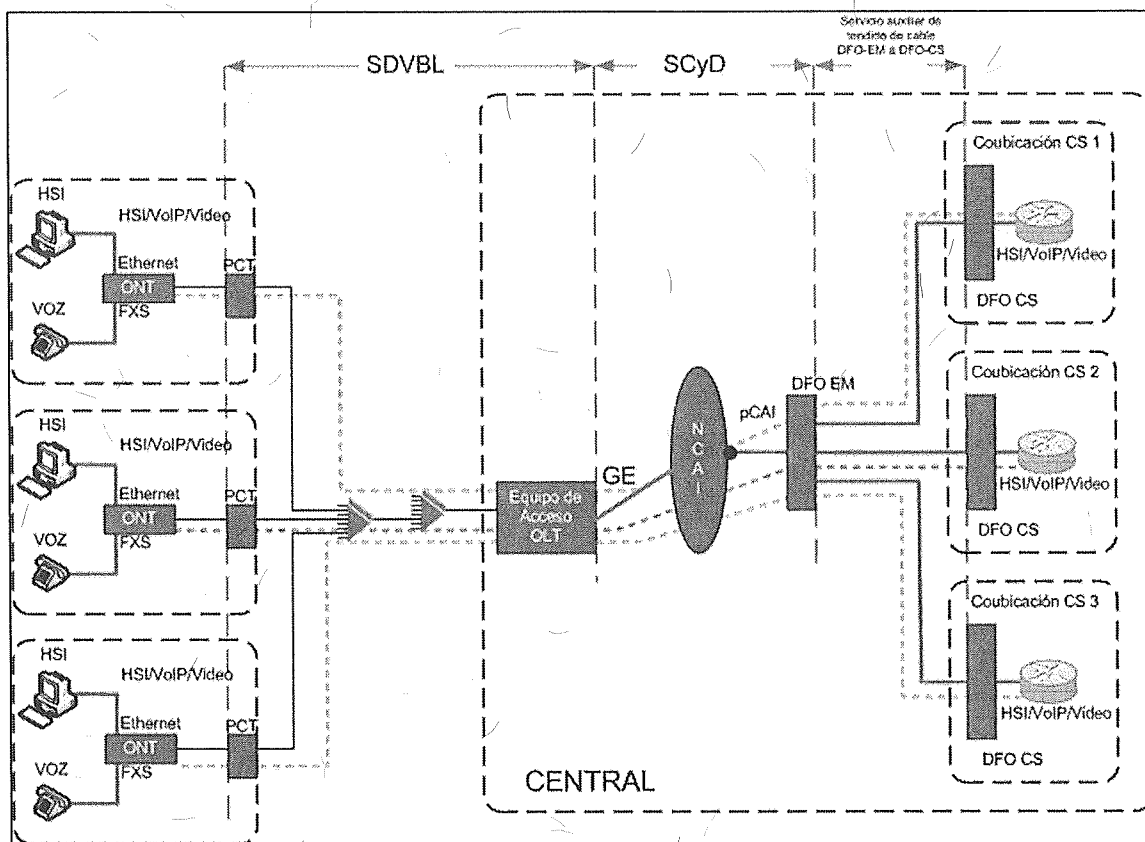 Servicio auxiliar de
tendido de cable
DFO-EM a DFO-CS
SDVBL
SCyD
HSI
HSI/VoIP/Video
Ethernet
ONT
FXS
PCT
VOZ
HSI
HSI/VoIP/Video
Ethernet
ONT
FXS
PCT
VOZ
HSI
HSI/VoIP/Video
Ethernet
ONT
FXS
PCT
VOZ
Equipo de
Acceso
OLT
GE
NCAI
pCAI
DFO EM
Coubicación CS 1
HSI/VoIP/Video
DFO CS
Coubicación CS 2
HSI/VoIP/Video
DFO CS
Coubicación CS 3
HSI/VoIP/Video
DFO CS
CENTRAL